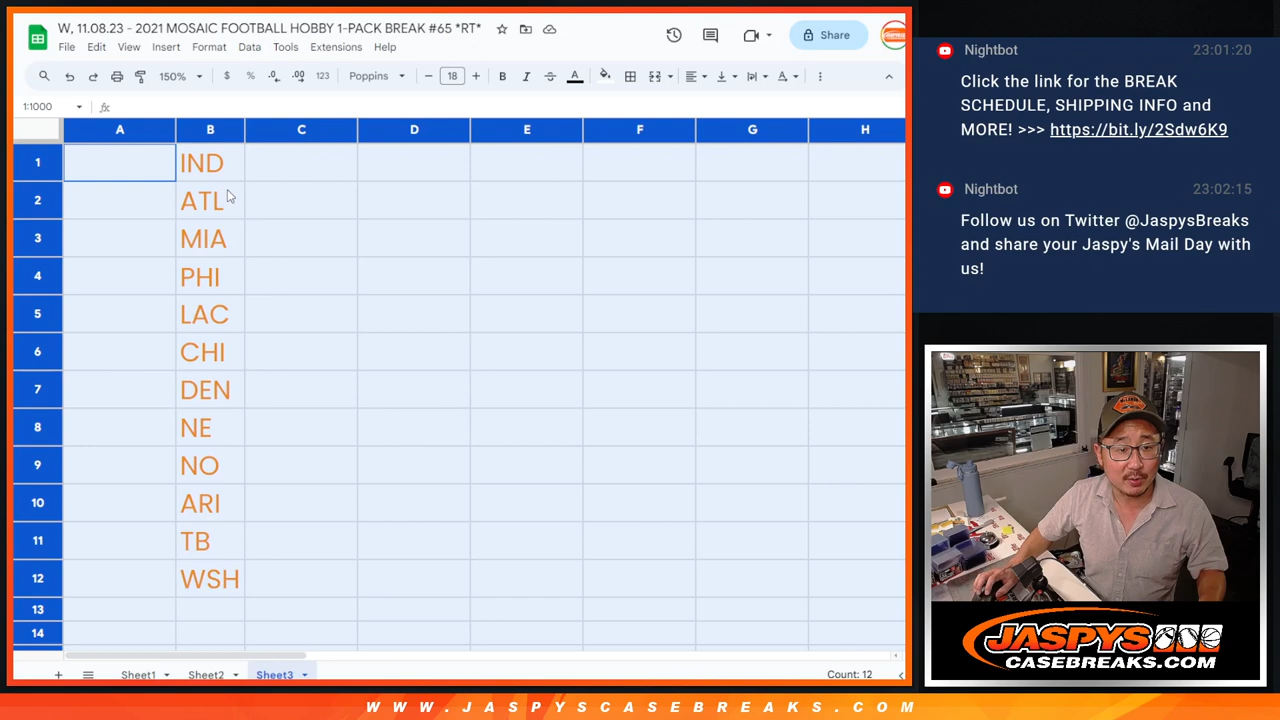 W, 11.08.23 - 2021 MOSAIC FOOTBALL HOBBY 1-PACK BREAK #65 *RT*
File Edit View Insert Format Data Tools Extensions Help
Share
150% $ % .0 .00 123 Poppins 18 B I A
1:1000 fx
A B C D E F G H
1 IND
2 ATL
3 MIA
4 PHI
5 LAC
6 CHI
7 DEN
8 NE
9 NO
10 ARI
11 TB
12 WSH
13
14
Sheet1 Sheet2 Sheet3 Count: 12
Nightbot 23:01:20
Click the link for the BREAK
SCHEDULE, SHIPPING INFO and
MORE! >>> https://bit.ly/2Sdw6K9
Nightbot 23:02:15
Follow us on Twitter @JaspysBreaks
and share your Jaspy's Mail Day with
us!
JASPYS
CASEBREAKS.COM
WWW.JASPYSCASEBREAKS.COM